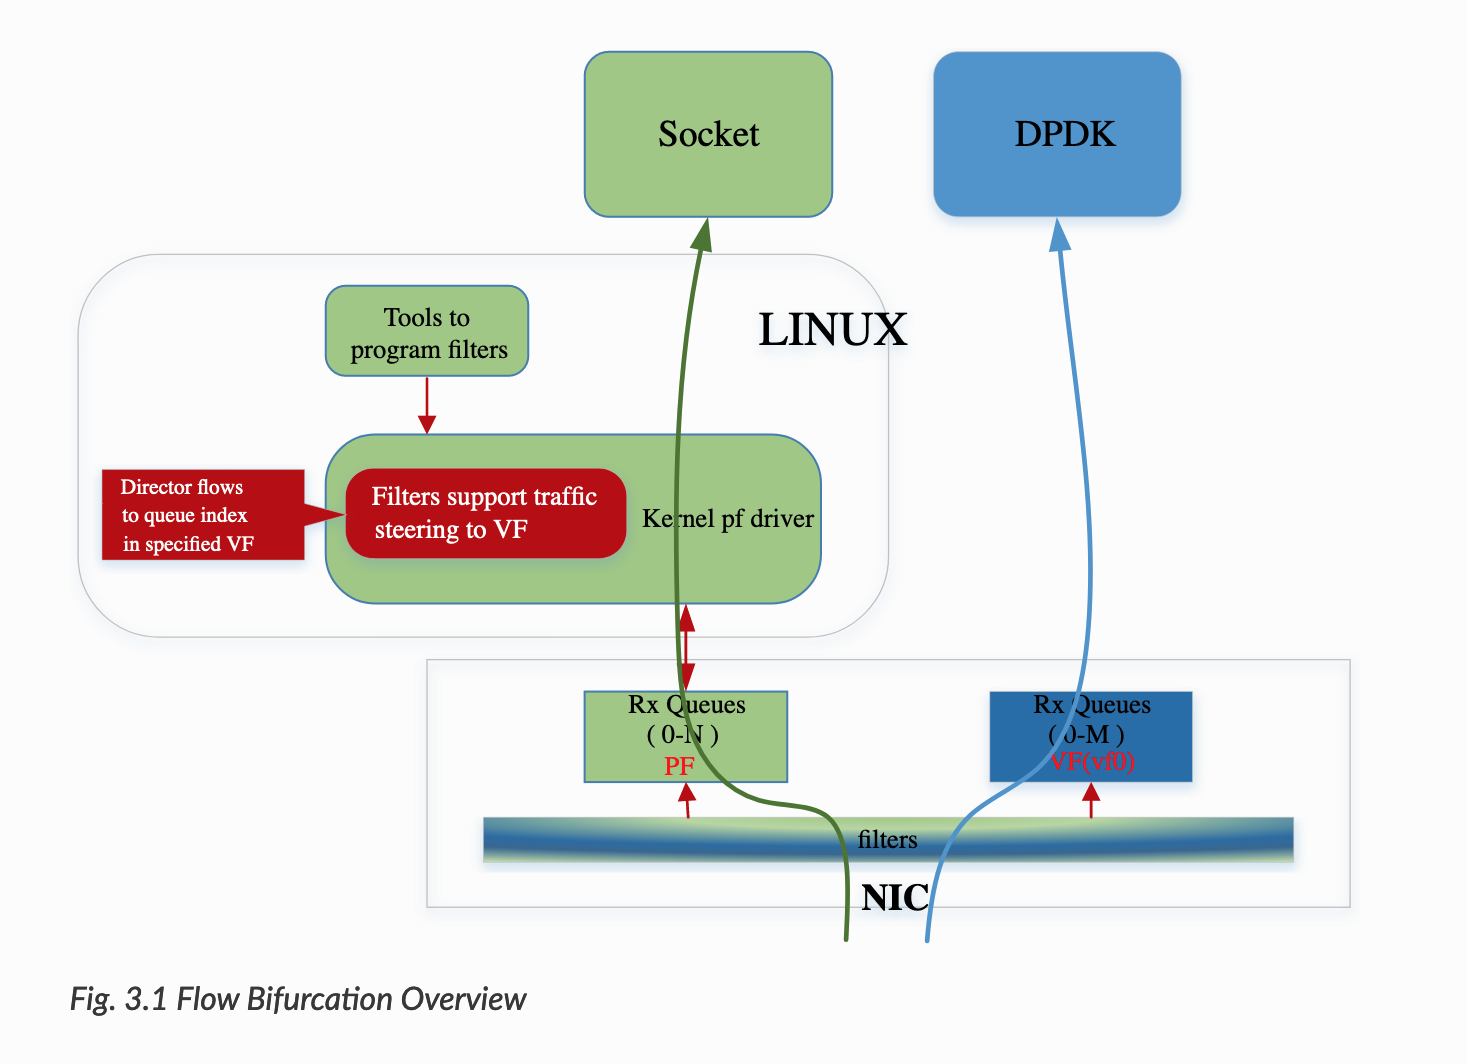 Socket
DPDK
LINUX
Tools to
program filters
Director flows
to queue index
in specified VF
Filters support traffic
steering to VF
Kernel pf driver
Rx Queues
( 0-N )
PF
Rx Queues
( 0-M )
VF(vf0)
filters
NIC
Fig. 3.1 Flow Bifurcation Overview